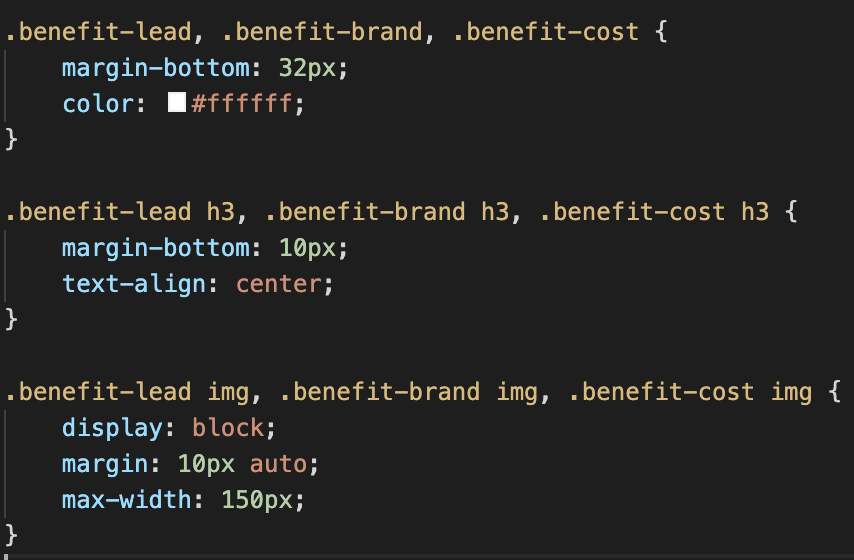 .benefit-lead, .benefit-brand, .benefit-cost {
    margin-bottom: 32px;
    color: #ffffff;
}

.benefit-lead h3, .benefit-brand h3, .benefit-cost h3 {
    margin-bottom: 10px;
    text-align: center;
}

.benefit-lead img, .benefit-brand img, .benefit-cost img {
    display: block;
    margin: 10px auto;
    max-width: 150px;
}